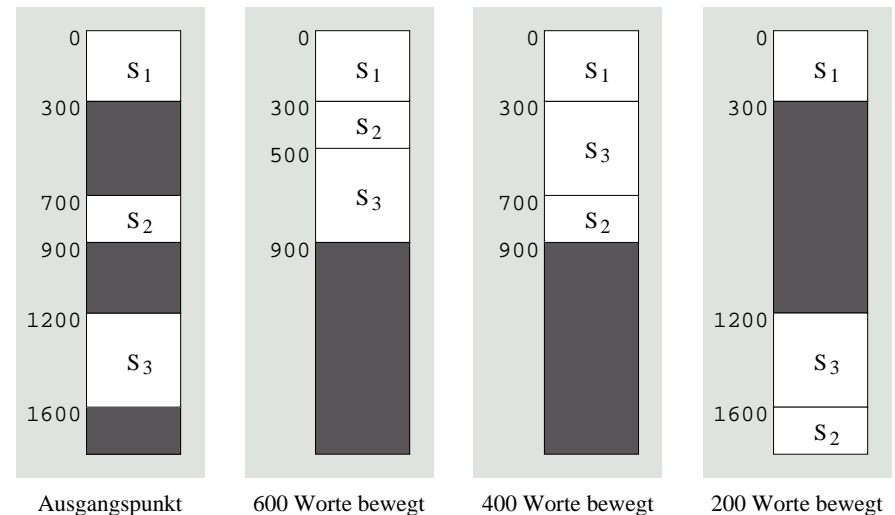 0
S1
300
700
S2
900
1200
S3
1600
Ausgangspunkt
0
S1
300
S2
500
S3
900
600 Worte bewegt
0
S1
300
S3
700
S2
900
400 Worte bewegt
0
S1
300
1200
S3
1600
S2
200 Worte bewegt